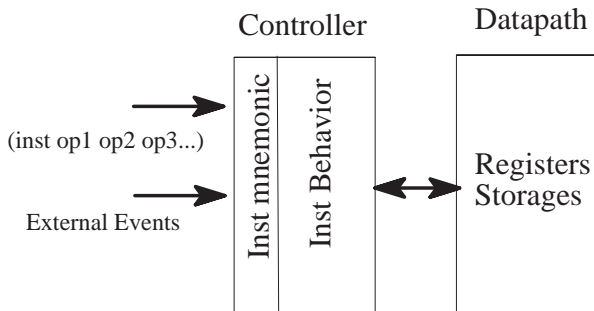 Controller
Datapath
(inst op1 op2 op3...)
External Events
Inst mnemonic
Inst Behavior
Registers
Storages